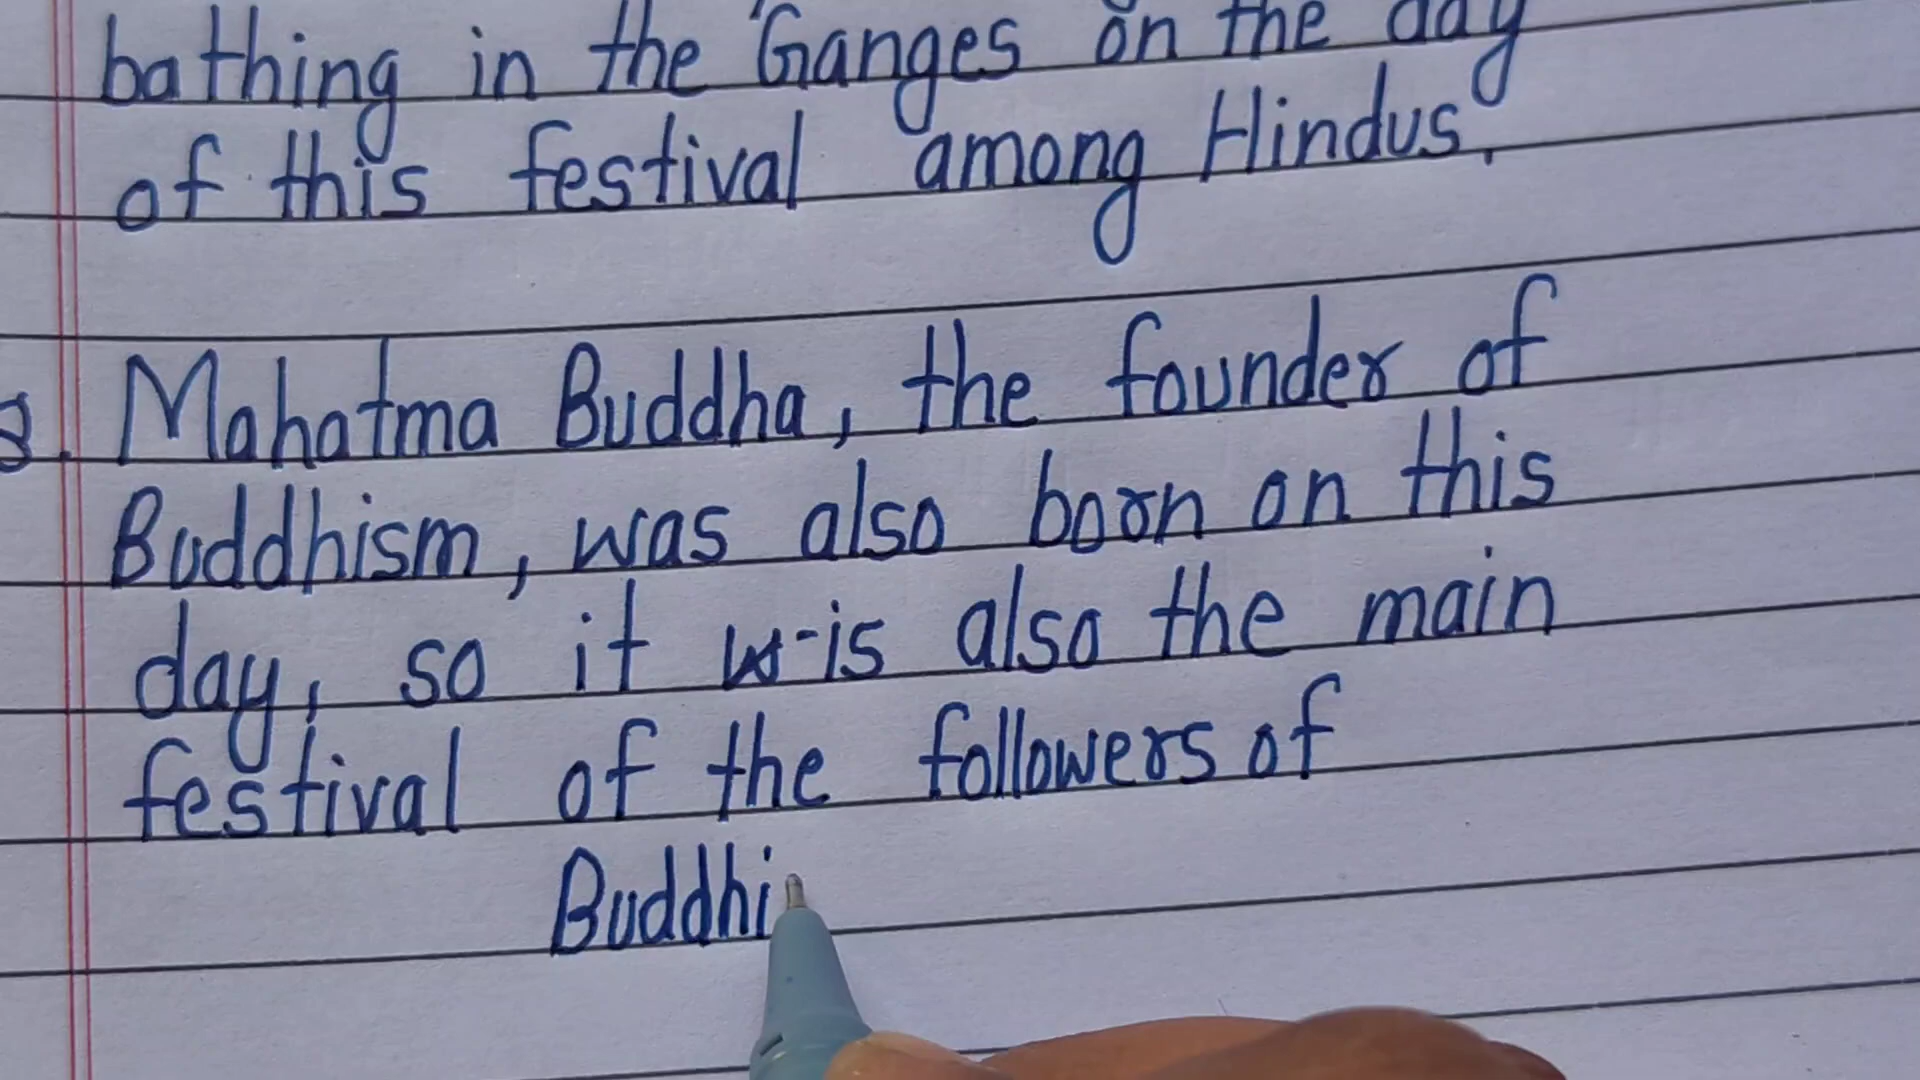 bathing in the Ganges on the day
of this festival among Hindus.
8. Mahatma Buddha, the founder of
Buddhism, was also born on this
day, so it is also the main
festival of the followers of
Buddhi